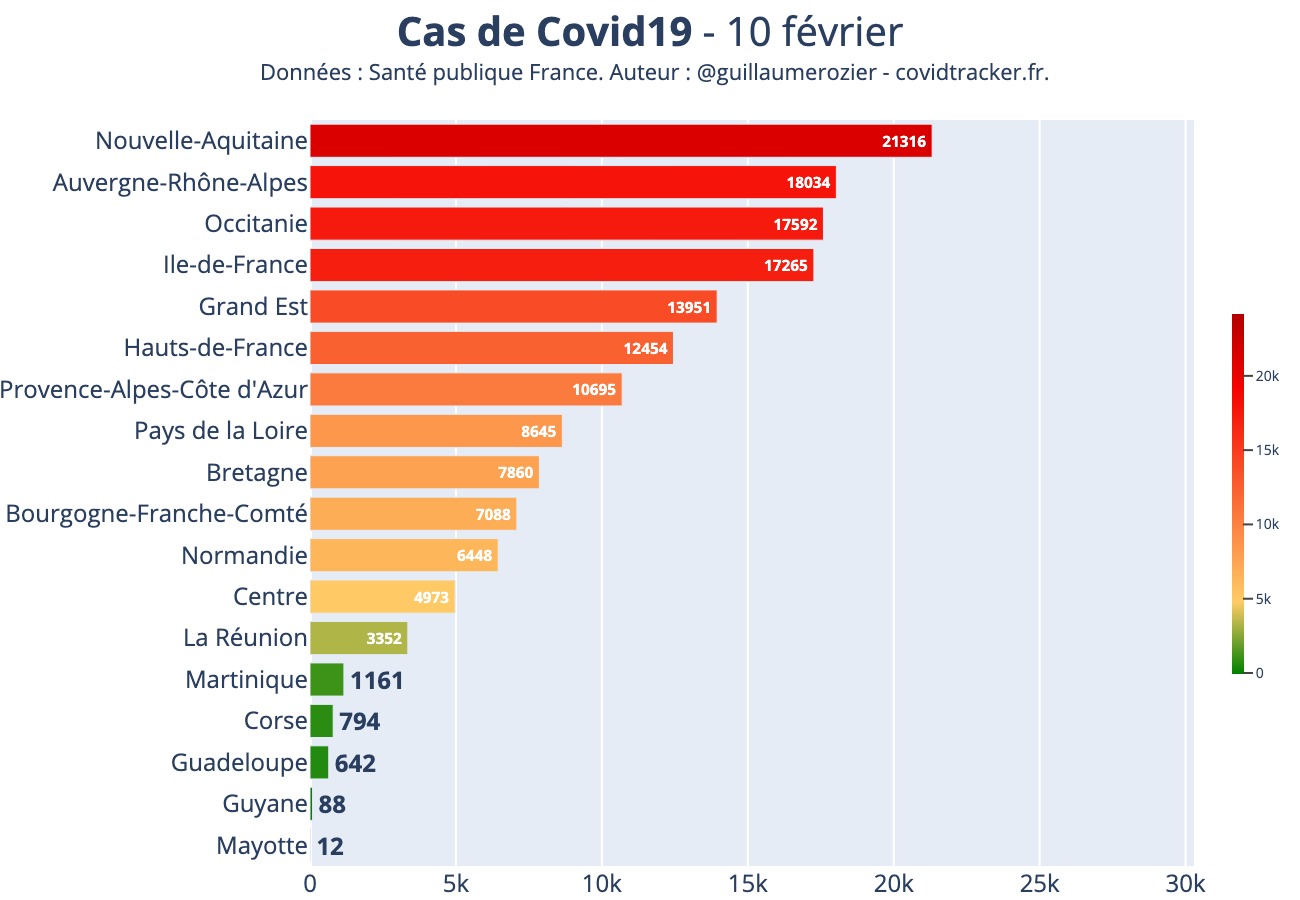 Cas de Covid19 - 10 février
Données : Santé publique France. Auteur : @guillaumerozier - covidtracker.fr.
Nouvelle-Aquitaine 21316
Auvergne-Rhône-Alpes 18034
Occitanie 17592
Ile-de-France 17265
Grand Est 13951
Hauts-de-France 12454
Provence-Alpes-Côte d'Azur 10695
Pays de la Loire 8645
Bretagne 7860
Bourgogne-Franche-Comté 7088
Normandie 6448
Centre 4973
La Réunion 3352
Martinique 1161
Corse 794
Guadeloupe 642
Guyane 88
Mayotte 12
0 5k 10k 15k 20k 25k 30k
20k
15k
10k
5k
0